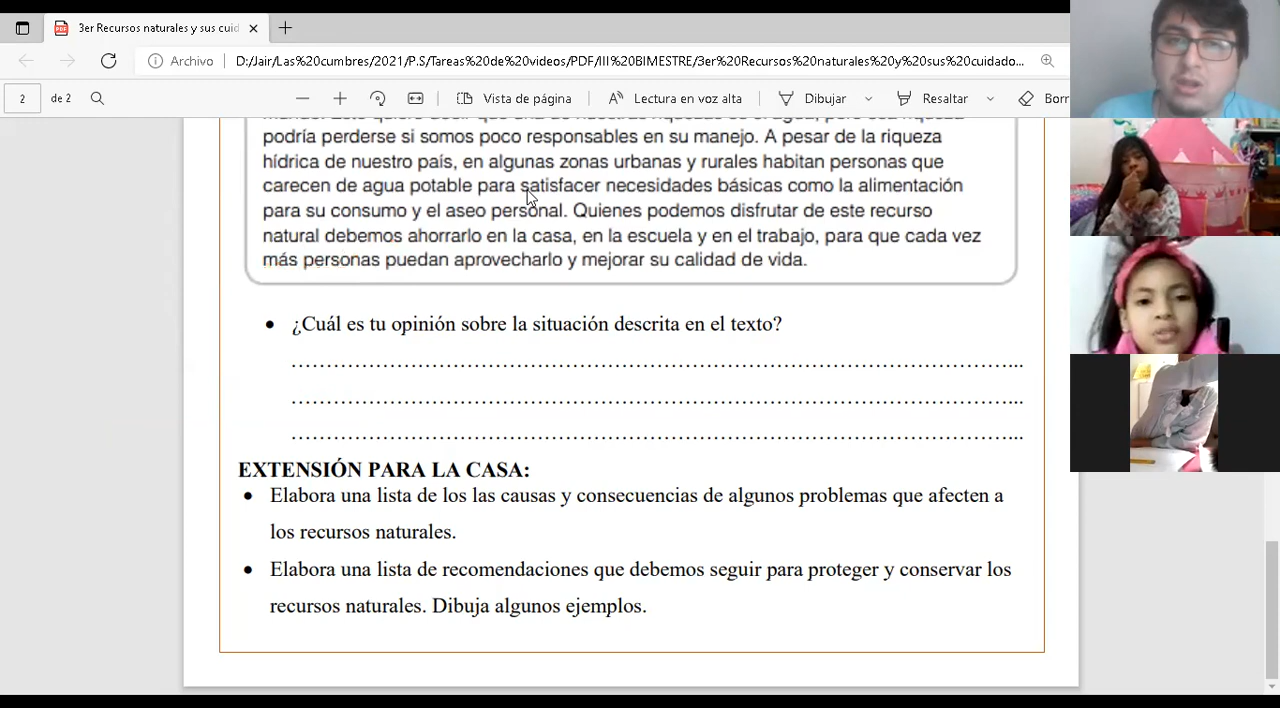 3er Recursos naturales y sus cuid
Archivo D:/Jair/Las%20cumbres/2021/P.S/Tareas%20de%20videos/PDF/III%20BIMESTRE/3er%20Recursos%20naturales%20y%20sus%20cuidado...
2 de 2 Vista de página Lectura en voz alta Dibujar Resaltar Borr
podría perderse si somos poco responsables en su manejo. A pesar de la riqueza
hídrica de nuestro país, en algunas zonas urbanas y rurales habitan personas que
carecen de agua potable para satisfacer necesidades básicas como la alimentación
para su consumo y el aseo personal. Quienes podemos disfrutar de este recurso
natural debemos ahorrarlo en la casa, en la escuela y en el trabajo, para que cada vez
más personas puedan aprovecharlo y mejorar su calidad de vida.
• ¿Cuál es tu opinión sobre la situación descrita en el texto?
EXTENSIÓN PARA LA CASA:
• Elabora una lista de los las causas y consecuencias de algunos problemas que afecten a
los recursos naturales.
• Elabora una lista de recomendaciones que debemos seguir para proteger y conservar los
recursos naturales. Dibuja algunos ejemplos.